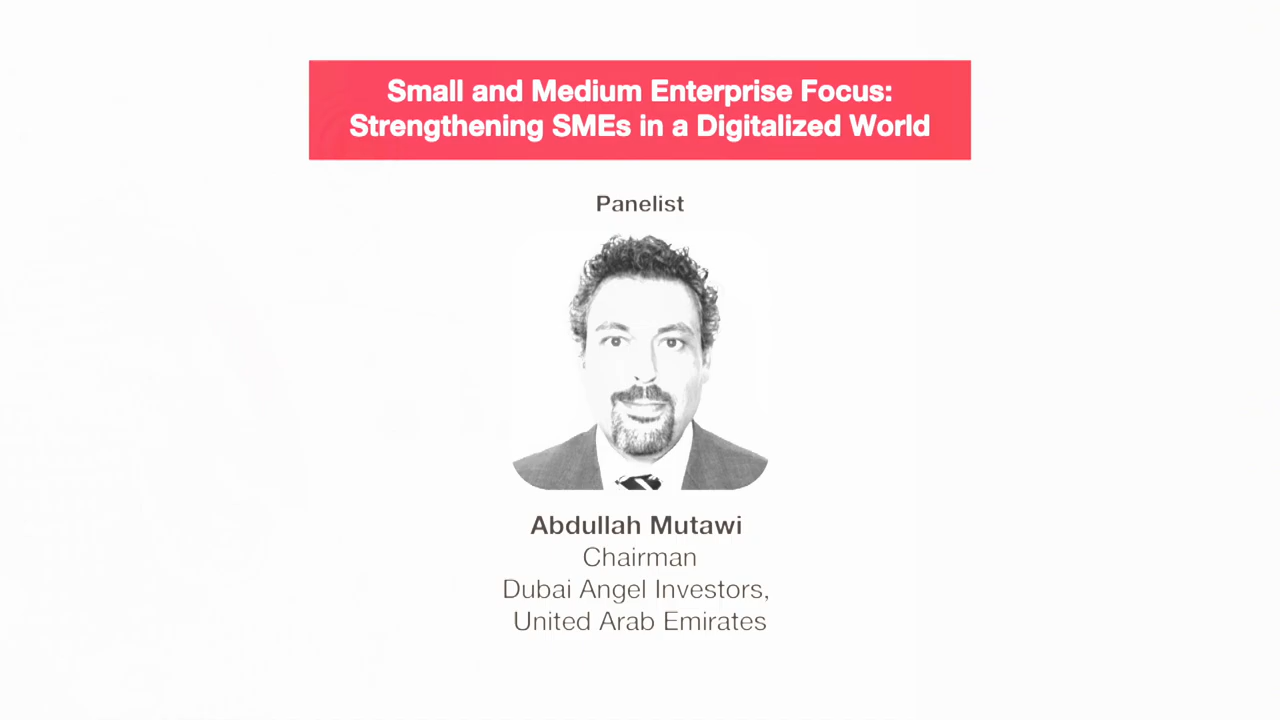 Small and Medium Enterprise Focus:
Strengthening SMEs in a Digitalized World
Panelist
Abdullah Mutawi
Chairman
Dubai Angel Investors,
United Arab Emirates